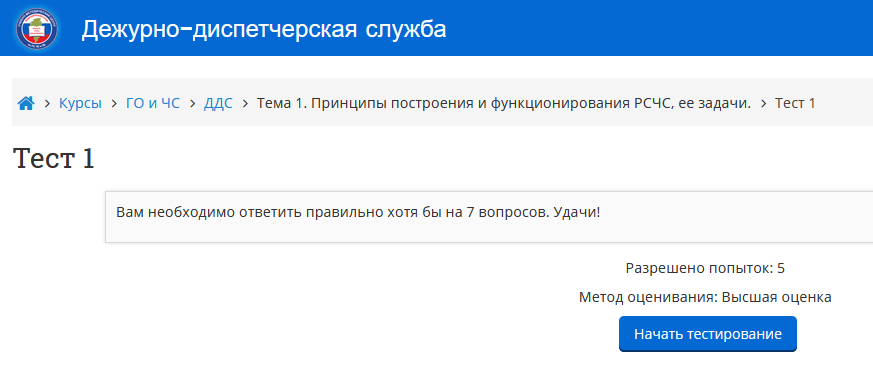 Дежурно-диспетчерская служба
Курсы > ГО и ЧС > ДДС > Тема 1. Принципы построения и функционирования РСЧС, ее задачи. > Тест 1
Тест 1
Вам необходимо ответить правильно хотя бы на 7 вопросов. Удачи!
Разрешено попыток: 5
Метод оценивания: Высшая оценка
Начать тестирование